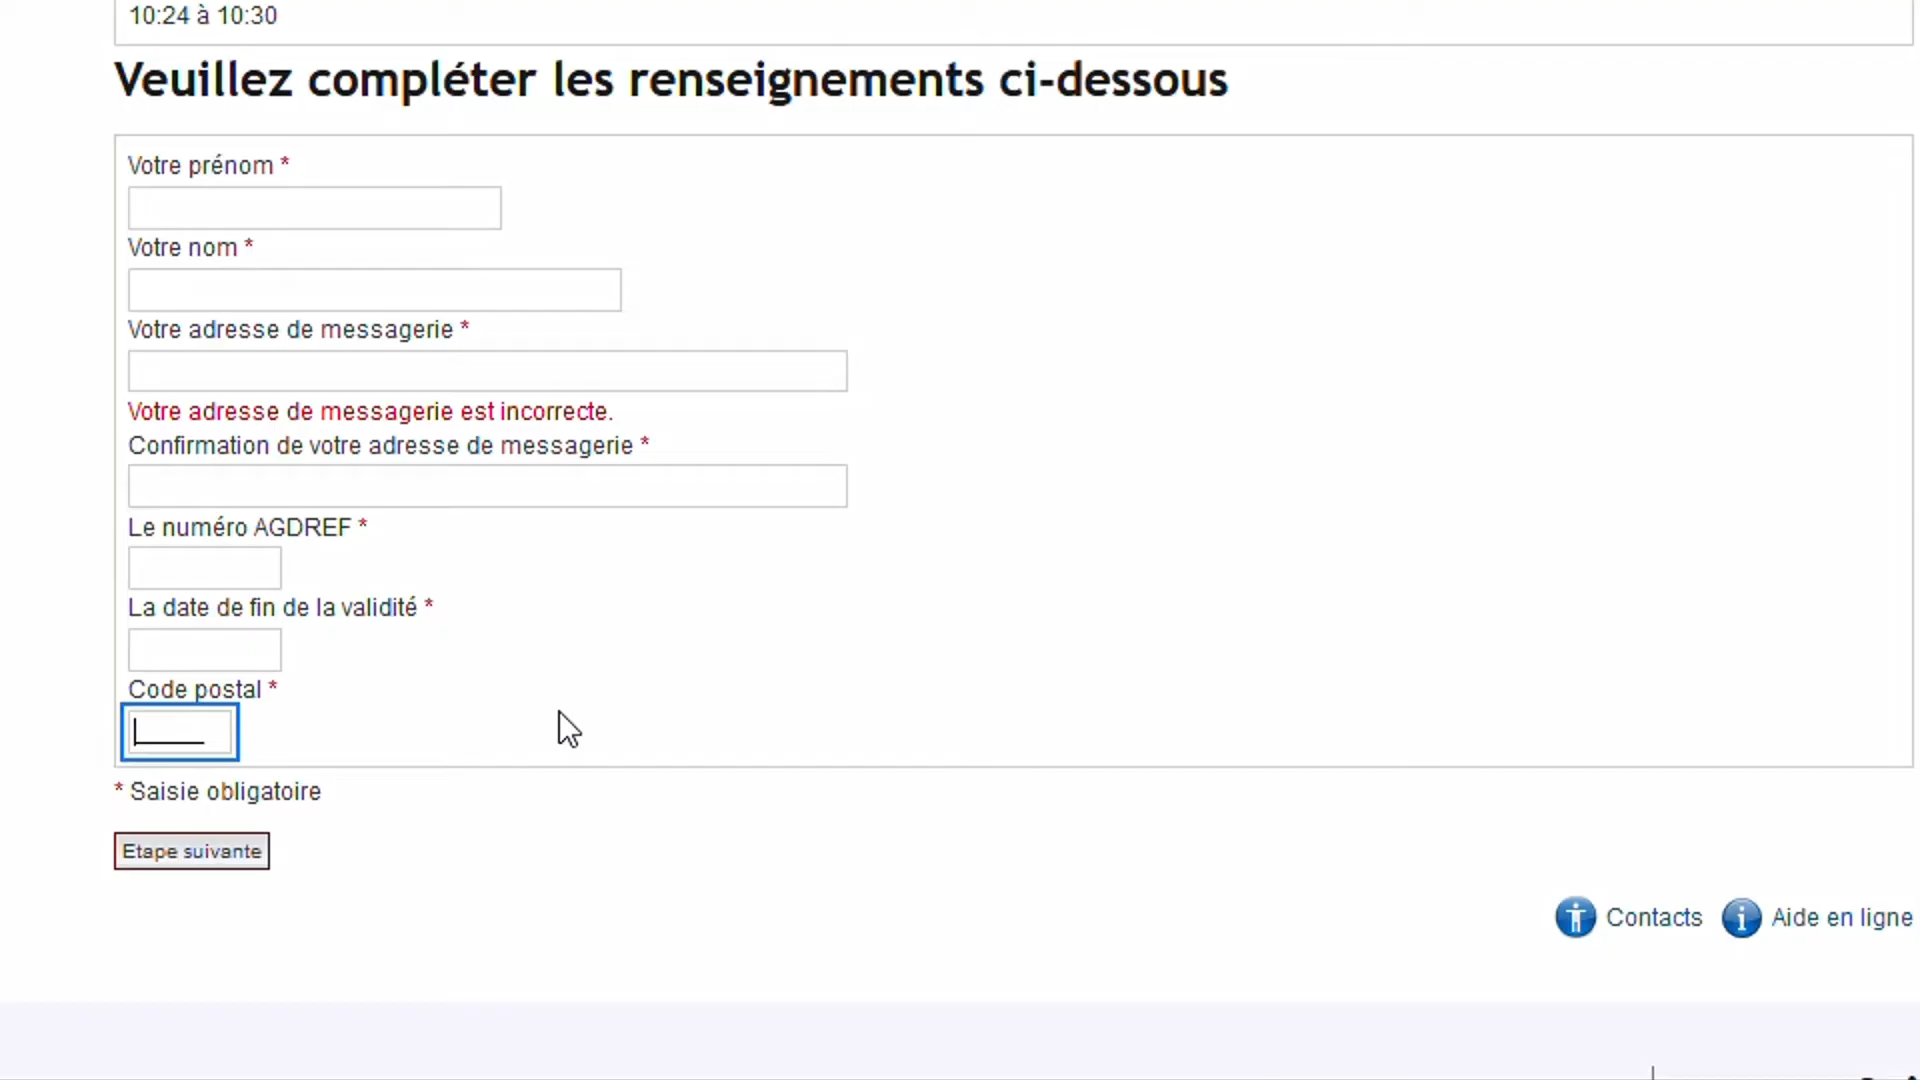 10:24 à 10:30
Veuillez compléter les renseignements ci-dessous
Votre prénom *
Votre nom *
Votre adresse de messagerie *
Votre adresse de messagerie est incorrecte.
Confirmation de votre adresse de messagerie *
Le numéro AGDREF *
La date de fin de la validité *
Code postal *
* Saisie obligatoire
Etape suivante
Contacts Aide en ligne